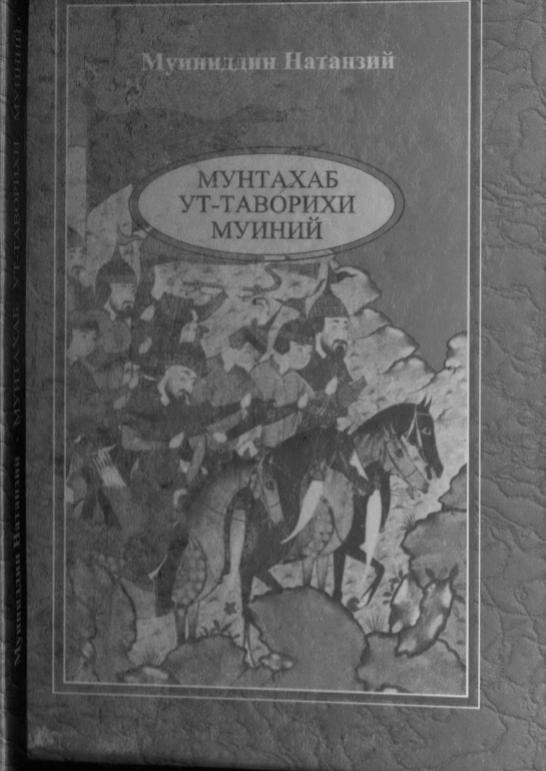 Муиниддин Натанзий
МУНТАХАБ
УТ-ТАВОРИХИ
МУИНИЙ
Муиниддин Натанзий · МУНТАХАБ УТ-ТАВОРИХИ МУИНИЙ